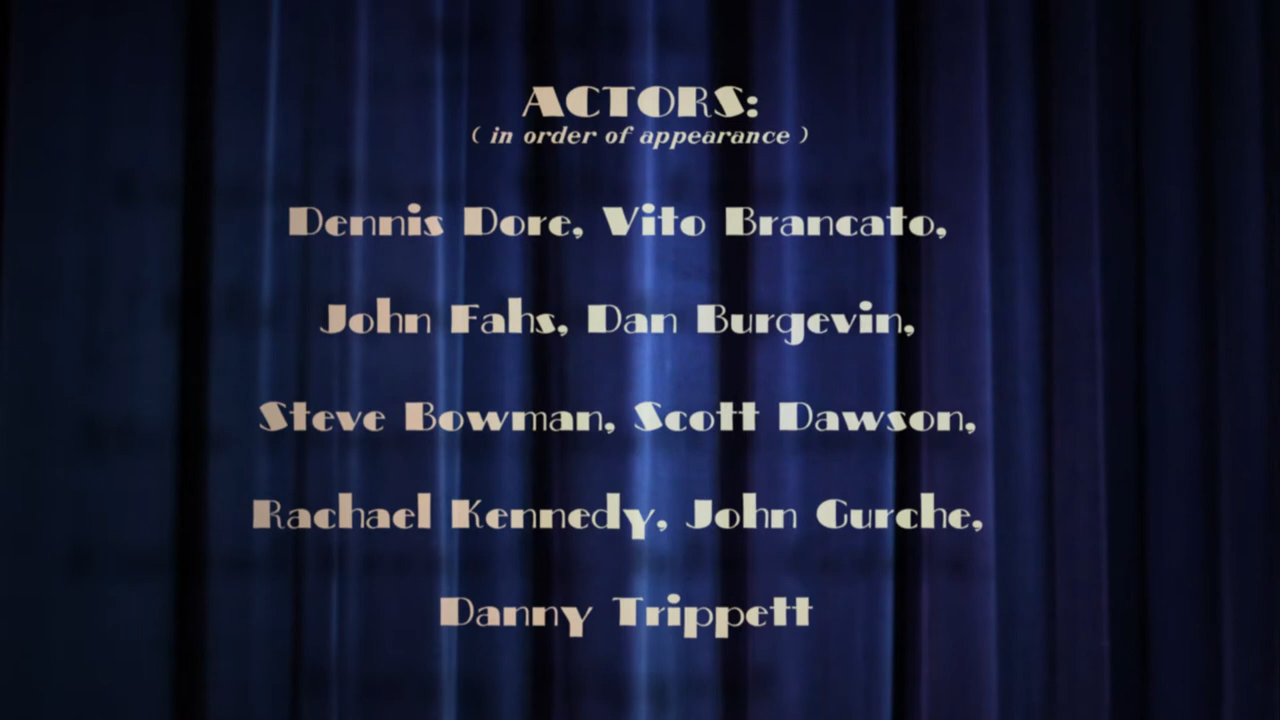 ACTORS:
( in order of appearance )
Dennis Dore, Vito Brancato,
John Fahs, Dan Burgevin,
Steve Bowman, Scott Dawson,
Rachael Kennedy, John Gurche,
Danny Trippett